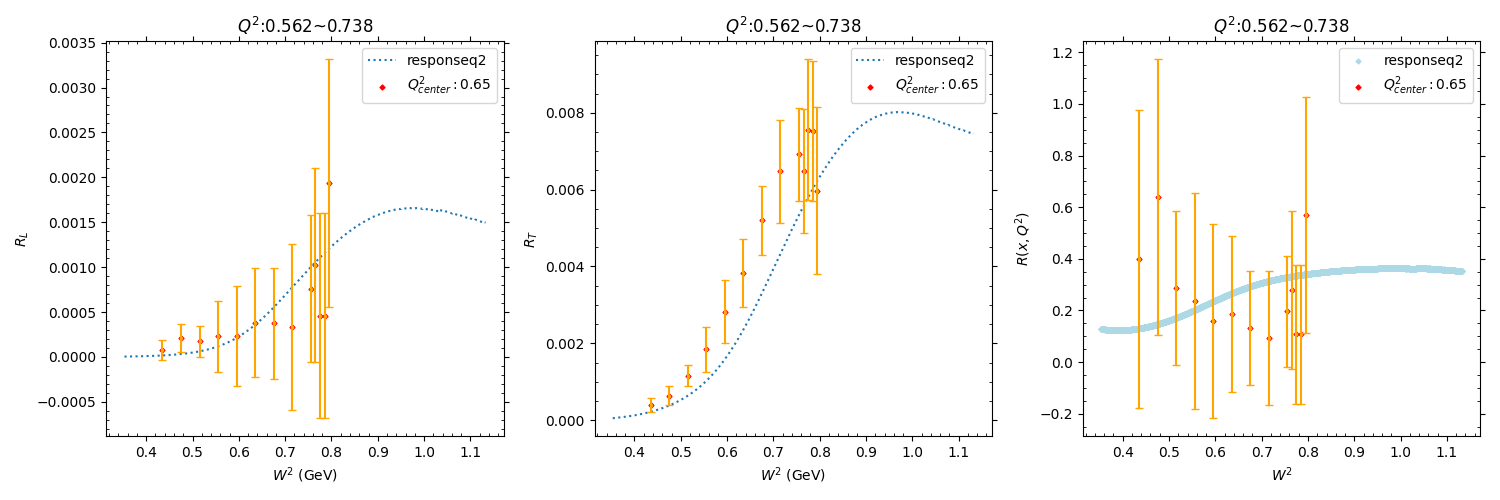 Q²:0.562~0.738
responseq2
Q²center:0.65
0.0035
0.0030
0.0025
0.0020
0.0015
0.0010
0.0005
0.0000
−0.0005
R_L
0.4 0.5 0.6 0.7 0.8 0.9 1.0 1.1
W² (GeV)
Q²:0.562~0.738
responseq2
Q²center:0.65
0.008
0.006
0.004
0.002
0.000
R_T
0.4 0.5 0.6 0.7 0.8 0.9 1.0 1.1
W² (GeV)
Q²:0.562~0.738
responseq2
Q²center:0.65
1.2
1.0
0.8
0.6
0.4
0.2
0.0
−0.2
R(x, Q²)
0.4 0.5 0.6 0.7 0.8 0.9 1.0 1.1
W²